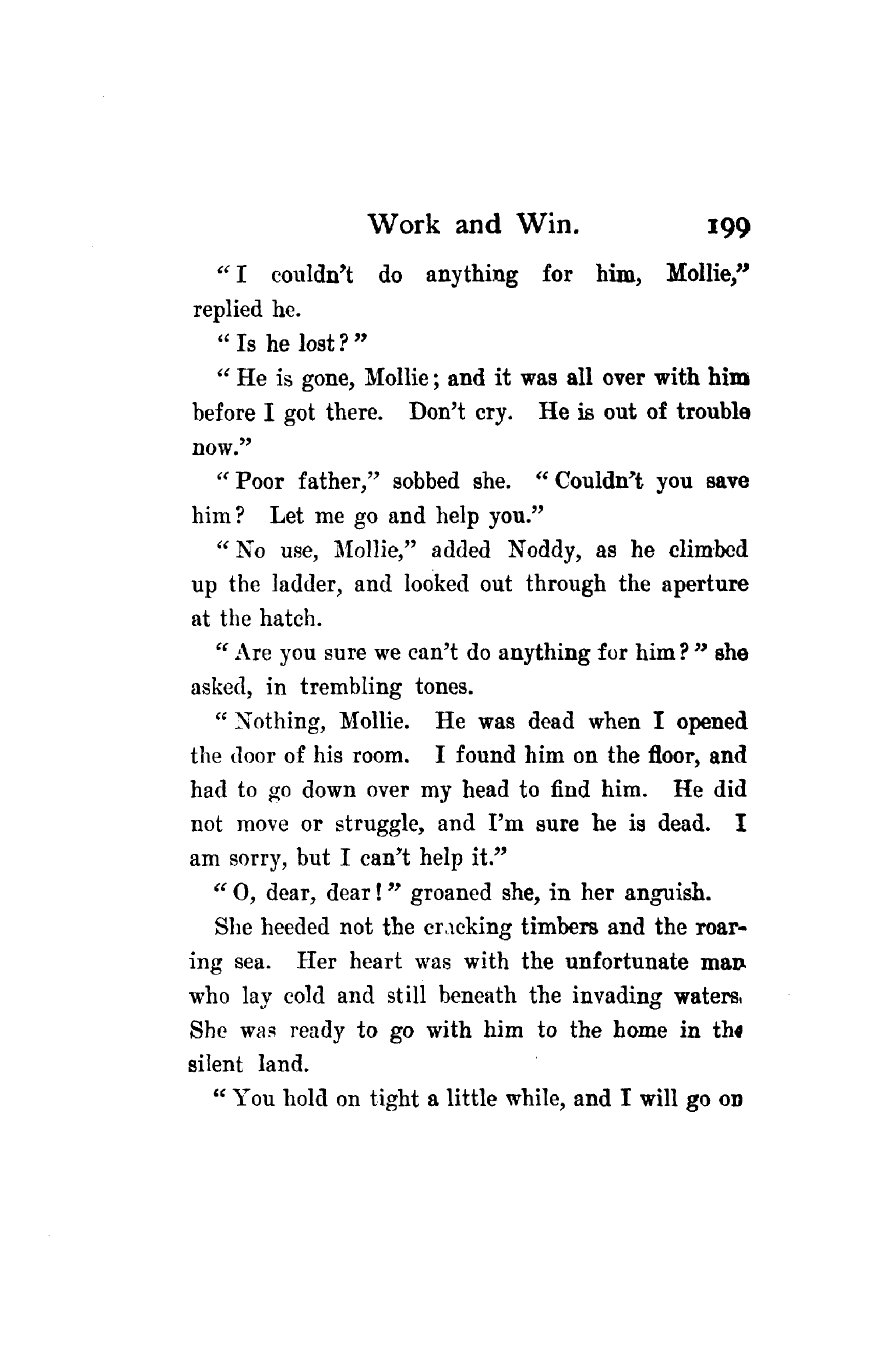 Work and Win. 199
“I couldn’t do anything for him, Mollie,”
replied he.
“Is he lost?”
“He is gone, Mollie; and it was all over with him
before I got there. Don’t cry. He is out of trouble
now.”
“Poor father,” sobbed she. “Couldn’t you save
him? Let me go and help you.”
“No use, Mollie,” added Noddy, as he climbed
up the ladder, and looked out through the aperture
at the hatch.
“Are you sure we can’t do anything for him?” she
asked, in trembling tones.
“Nothing, Mollie. He was dead when I opened
the door of his room. I found him on the floor, and
had to go down over my head to find him. He did
not move or struggle, and I’m sure he is dead. I
am sorry, but I can’t help it.”
“O, dear, dear!” groaned she, in her anguish.
She heeded not the cracking timbers and the roar-
ing sea. Her heart was with the unfortunate man
who lay cold and still beneath the invading waters.
She was ready to go with him to the home in the
silent land.
“You hold on tight a little while, and I will go on